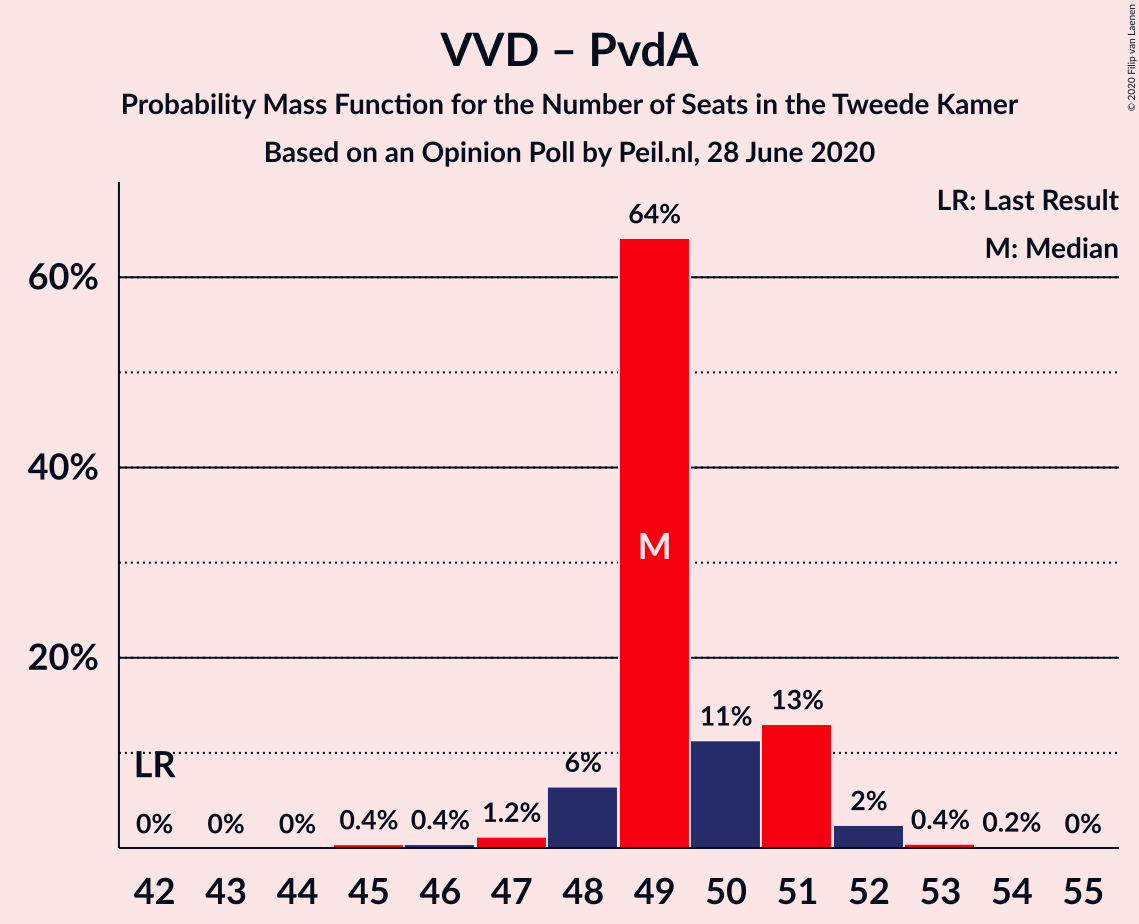 VVD – PvdA
Probability Mass Function for the Number of Seats in the Tweede Kamer
Based on an Opinion Poll by Peil.nl, 28 June 2020
© 2020 Filip van Laenen
LR: Last Result
M: Median
60%
40%
20%
64%
M
LR
0% 0% 0% 0.4% 0.4% 1.2% 6% 11% 13% 2% 0.4% 0.2% 0%
42 43 44 45 46 47 48 49 50 51 52 53 54 55